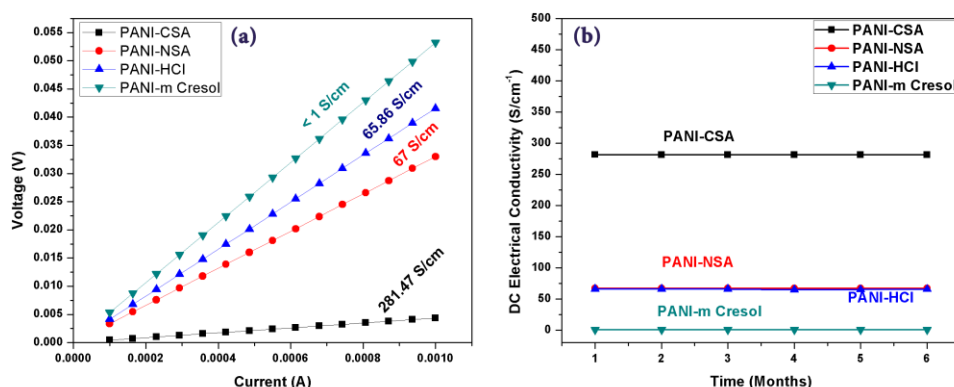 (a)
PANI-CSA
PANI-NSA
PANI-HCl
PANI-m Cresol
0.055
0.050
0.045
0.040
0.035
0.030
0.025
0.020
0.015
0.010
0.005
0.000
Voltage (V)
< 1 S/cm
65.86 S/cm
67 S/cm
281.47 S/cm
0.0000
0.0002
0.0004
0.0006
0.0008
0.0010
Current (A)
(b)
PANI-CSA
PANI-NSA
PANI-HCl
PANI-m Cresol
500
450
400
350
300
250
200
150
100
50
0
DC Electrical Conductivity (S/cm⁻¹)
PANI-CSA
PANI-NSA
PANI-HCl
PANI-m Cresol
1
2
3
4
5
6
Time (Months)